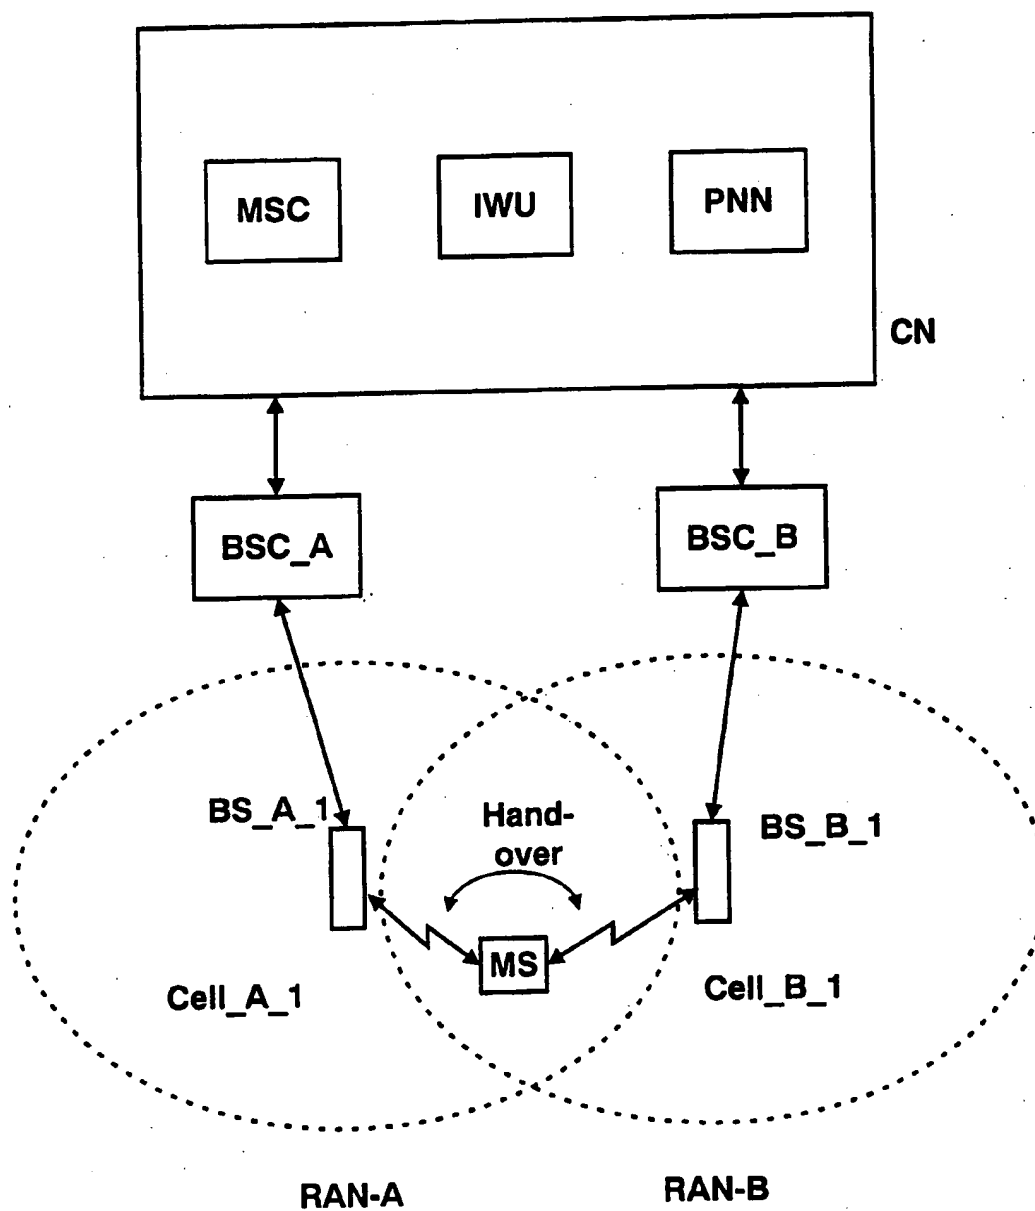 MSC
IWU
PNN
CN
BSC_A
BSC_B
BS_A_1
Hand-
over
BS_B_1
MS
Cell_A_1
Cell_B_1
RAN-A
RAN-B